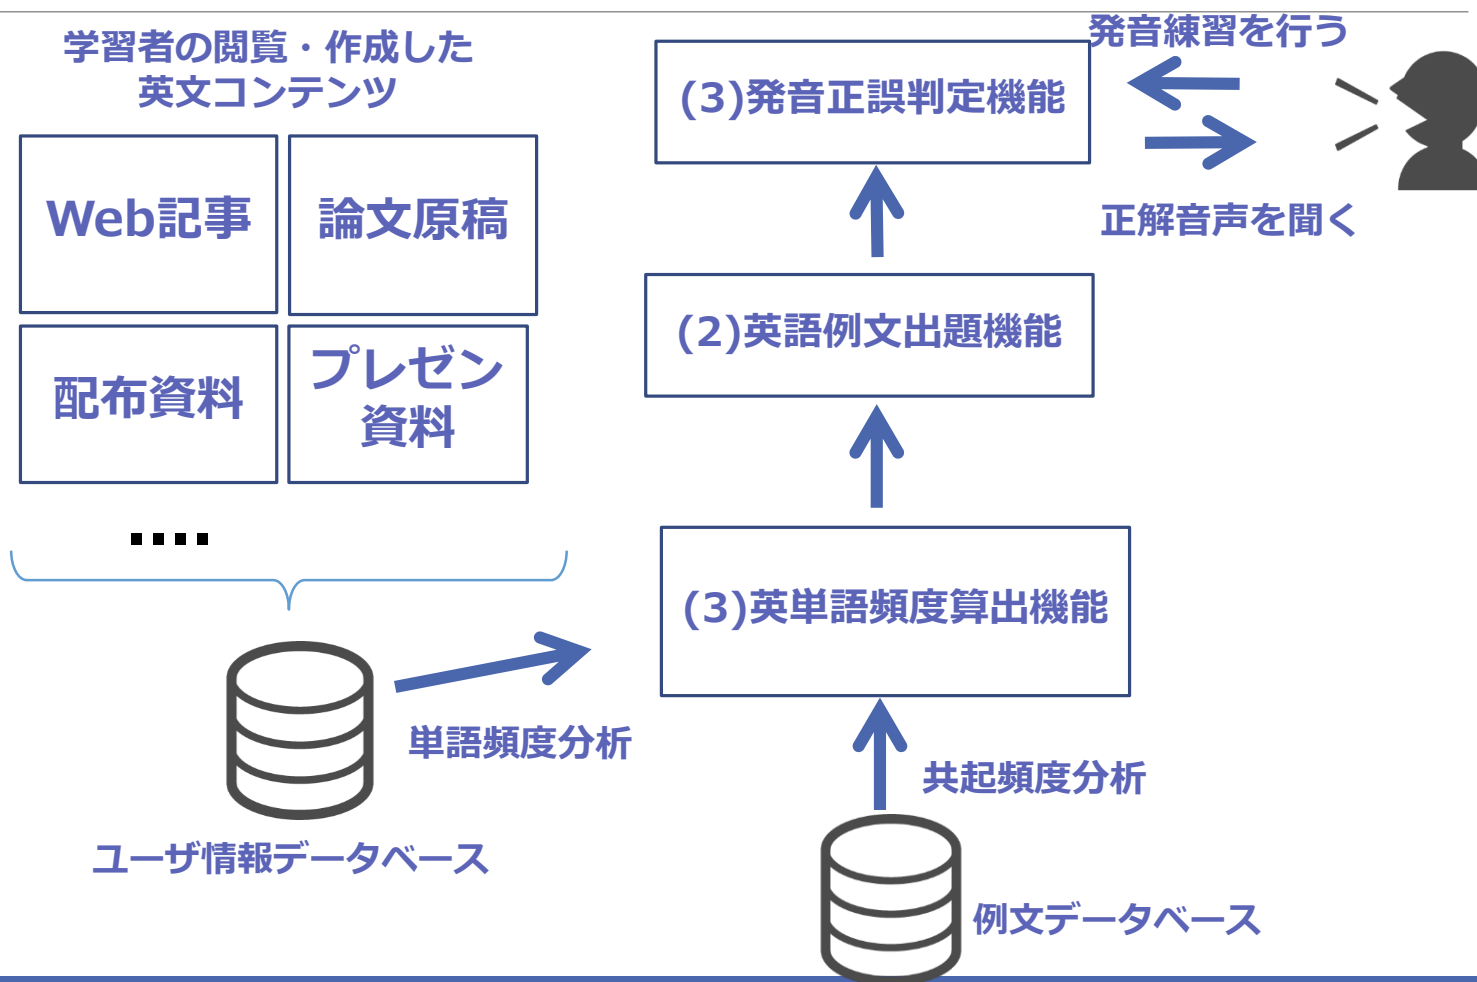 学習者の閲覧・作成した
英文コンテンツ
Web記事
論文原稿
配布資料
プレゼン
資料
....
ユーザ情報データベース
単語頻度分析
(3)発音正誤判定機能
発音練習を行う
正解音声を聞く
(2)英語例文出題機能
(3)英単語頻度算出機能
共起頻度分析
例文データベース